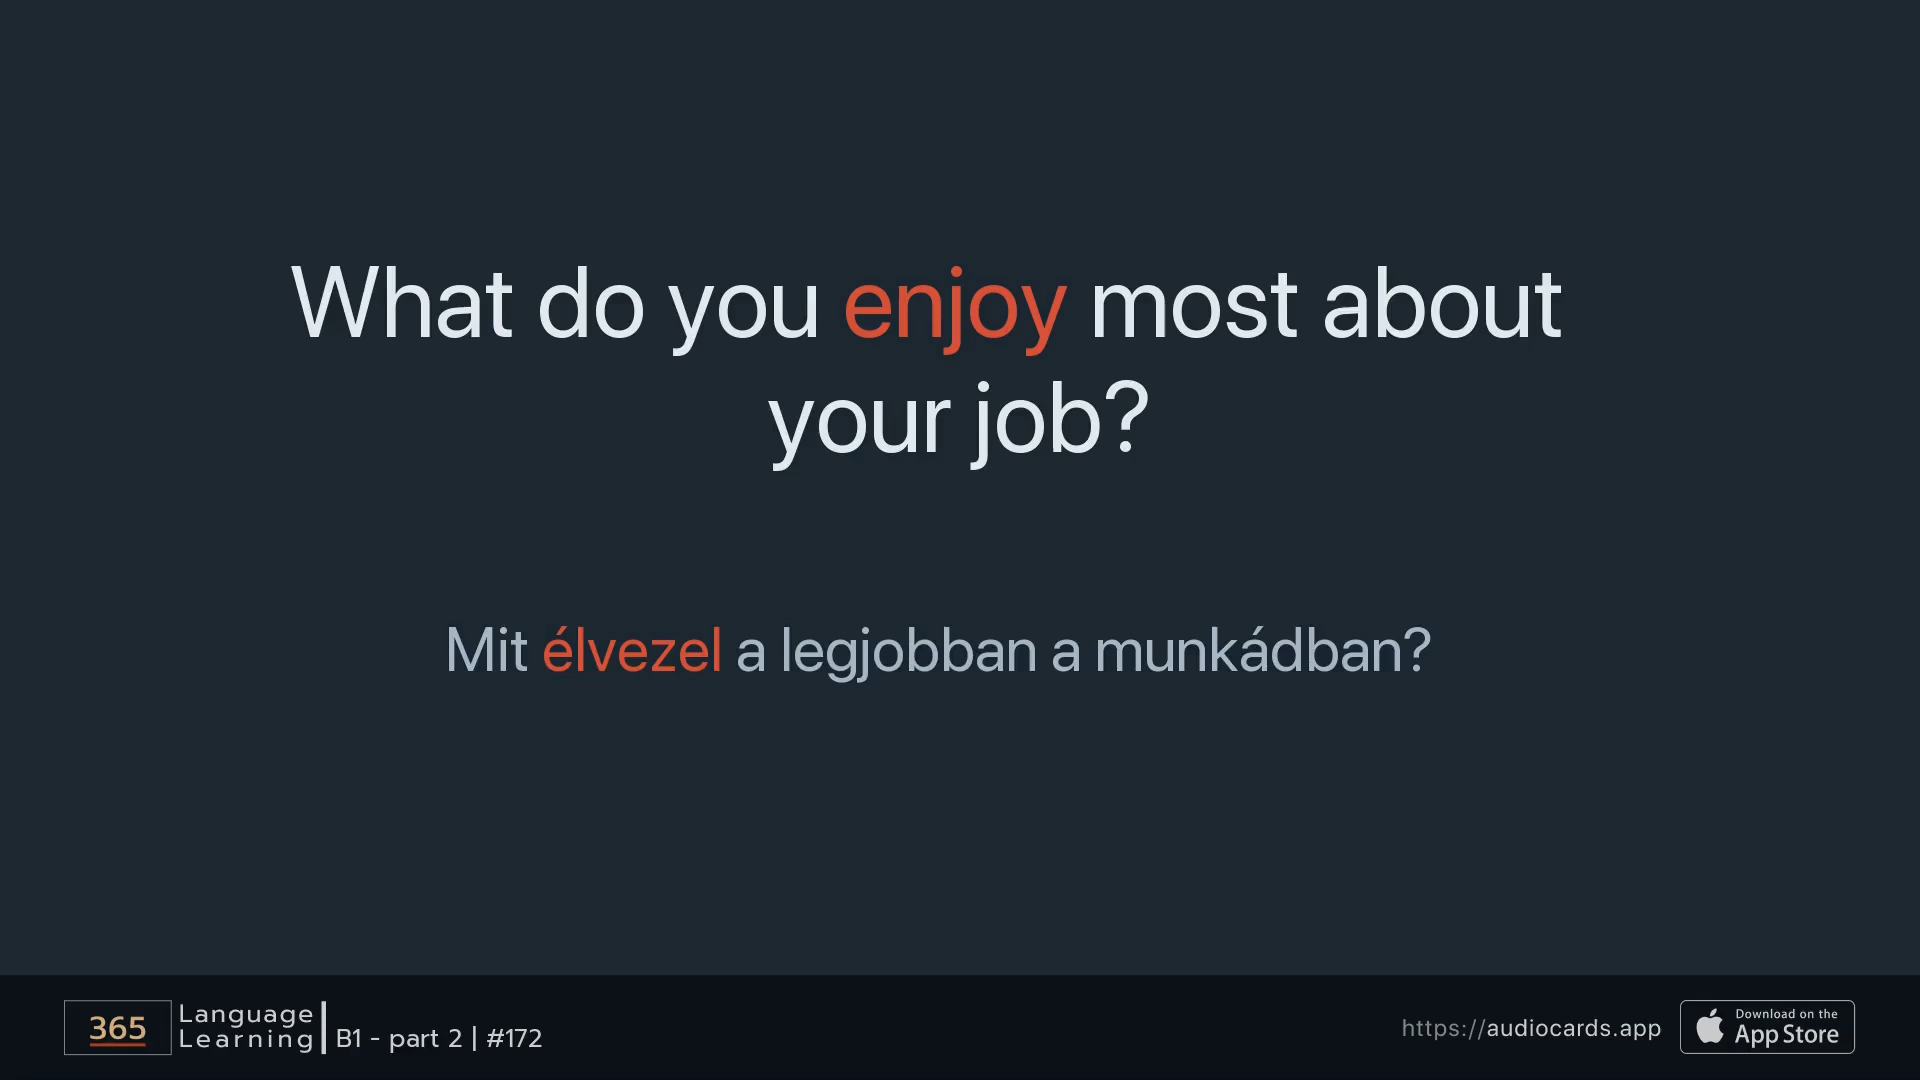 What do you enjoy most about
your job?
Mit élvezel a legjobban a munkádban?
365
Language
Learning
B1 - part 2 | #172
https://audiocards.app
Download on the
App Store